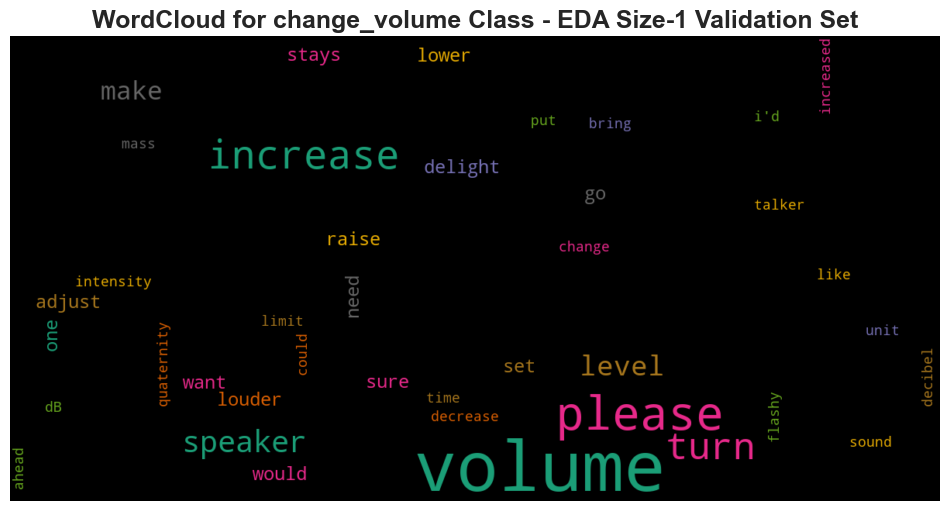 WordCloud for change_volume Class - EDA Size-1 Validation Set
stays
lower
increased
make
put
bring
i'd
mass
increase
delight
go
talker
raise
change
intensity
like
need
adjust
one
limit
unit
quaternity
could
want
sure
set
level
decibel
louder
time
dB
decrease
please
flashy
speaker
turn
sound
ahead
would
volume